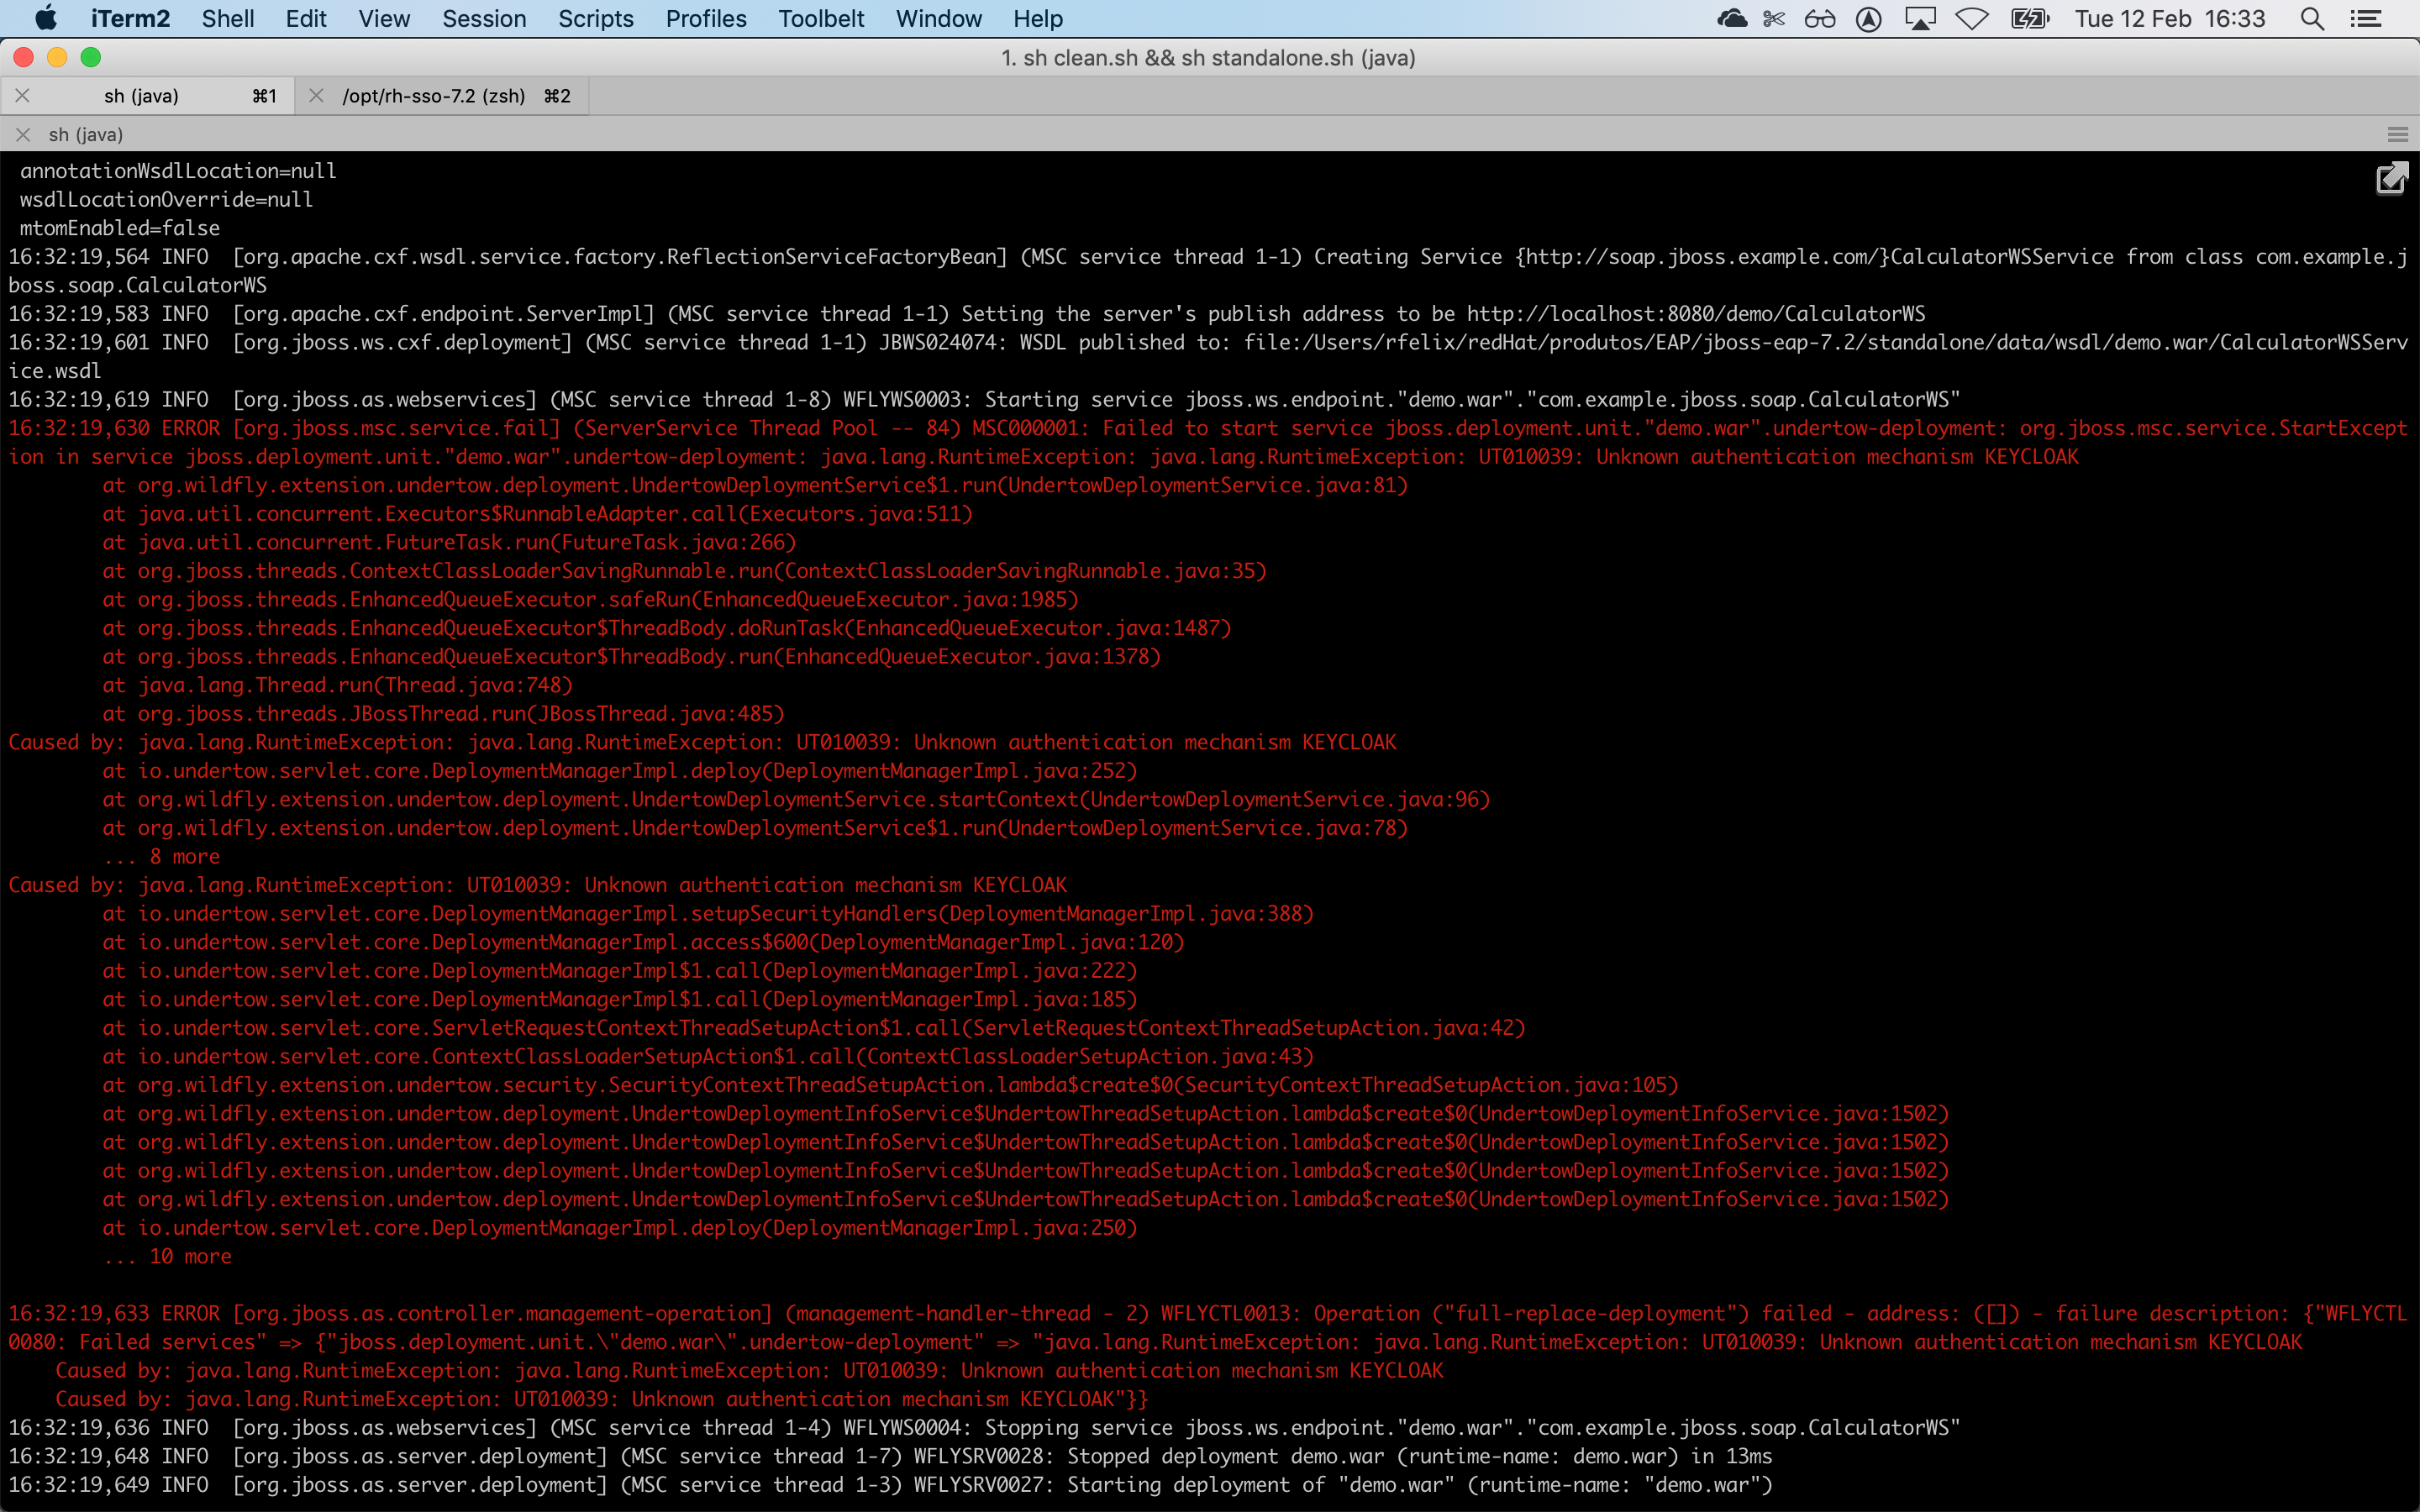 iTerm2 Shell Edit View Session Scripts Profiles Toolbelt Window Help Tue 12 Feb 16:33
1. sh clean.sh && sh standalone.sh (java)
sh (java) ⌘1 /opt/rh-sso-7.2 (zsh) ⌘2
sh (java)
annotationWsdlLocation=null
wsdlLocationOverride=null
mtomEnabled=false
16:32:19,564 INFO  [org.apache.cxf.wsdl.service.factory.ReflectionServiceFactoryBean] (MSC service thread 1-1) Creating Service {http://soap.jboss.example.com/}CalculatorWSService from class com.example.j
boss.soap.CalculatorWS
16:32:19,583 INFO  [org.apache.cxf.endpoint.ServerImpl] (MSC service thread 1-1) Setting the server's publish address to be http://localhost:8080/demo/CalculatorWS
16:32:19,601 INFO  [org.jboss.ws.cxf.deployment] (MSC service thread 1-1) JBWS024074: WSDL published to: file:/Users/rfelix/redHat/produtos/EAP/jboss-eap-7.2/standalone/data/wsdl/demo.war/CalculatorWSServ
ice.wsdl
16:32:19,619 INFO  [org.jboss.as.webservices] (MSC service thread 1-8) WFLYWS0003: Starting service jboss.ws.endpoint."demo.war"."com.example.jboss.soap.CalculatorWS"
16:32:19,630 ERROR [org.jboss.msc.service.fail] (ServerService Thread Pool -- 84) MSC000001: Failed to start service jboss.deployment.unit."demo.war".undertow-deployment: org.jboss.msc.service.StartExcept
ion in service jboss.deployment.unit."demo.war".undertow-deployment: java.lang.RuntimeException: java.lang.RuntimeException: UT010039: Unknown authentication mechanism KEYCLOAK
at org.wildfly.extension.undertow.deployment.UndertowDeploymentService$1.run(UndertowDeploymentService.java:81)
at java.util.concurrent.Executors$RunnableAdapter.call(Executors.java:511)
at java.util.concurrent.FutureTask.run(FutureTask.java:266)
at org.jboss.threads.ContextClassLoaderSavingRunnable.run(ContextClassLoaderSavingRunnable.java:35)
at org.jboss.threads.EnhancedQueueExecutor.safeRun(EnhancedQueueExecutor.java:1985)
at org.jboss.threads.EnhancedQueueExecutor$ThreadBody.doRunTask(EnhancedQueueExecutor.java:1487)
at org.jboss.threads.EnhancedQueueExecutor$ThreadBody.run(EnhancedQueueExecutor.java:1378)
at java.lang.Thread.run(Thread.java:748)
at org.jboss.threads.JBossThread.run(JBossThread.java:485)
Caused by: java.lang.RuntimeException: java.lang.RuntimeException: UT010039: Unknown authentication mechanism KEYCLOAK
at io.undertow.servlet.core.DeploymentManagerImpl.deploy(DeploymentManagerImpl.java:252)
at org.wildfly.extension.undertow.deployment.UndertowDeploymentService.startContext(UndertowDeploymentService.java:96)
at org.wildfly.extension.undertow.deployment.UndertowDeploymentService$1.run(UndertowDeploymentService.java:78)
... 8 more
Caused by: java.lang.RuntimeException: UT010039: Unknown authentication mechanism KEYCLOAK
at io.undertow.servlet.core.DeploymentManagerImpl.setupSecurityHandlers(DeploymentManagerImpl.java:388)
at io.undertow.servlet.core.DeploymentManagerImpl.access$600(DeploymentManagerImpl.java:120)
at io.undertow.servlet.core.DeploymentManagerImpl$1.call(DeploymentManagerImpl.java:222)
at io.undertow.servlet.core.DeploymentManagerImpl$1.call(DeploymentManagerImpl.java:185)
at io.undertow.servlet.core.ServletRequestContextThreadSetupAction$1.call(ServletRequestContextThreadSetupAction.java:42)
at io.undertow.servlet.core.ContextClassLoaderSetupAction$1.call(ContextClassLoaderSetupAction.java:43)
at org.wildfly.extension.undertow.security.SecurityContextThreadSetupAction.lambda$create$0(SecurityContextThreadSetupAction.java:105)
at org.wildfly.extension.undertow.deployment.UndertowDeploymentInfoService$UndertowThreadSetupAction.lambda$create$0(UndertowDeploymentInfoService.java:1502)
at org.wildfly.extension.undertow.deployment.UndertowDeploymentInfoService$UndertowThreadSetupAction.lambda$create$0(UndertowDeploymentInfoService.java:1502)
at org.wildfly.extension.undertow.deployment.UndertowDeploymentInfoService$UndertowThreadSetupAction.lambda$create$0(UndertowDeploymentInfoService.java:1502)
at org.wildfly.extension.undertow.deployment.UndertowDeploymentInfoService$UndertowThreadSetupAction.lambda$create$0(UndertowDeploymentInfoService.java:1502)
at io.undertow.servlet.core.DeploymentManagerImpl.deploy(DeploymentManagerImpl.java:250)
... 10 more
16:32:19,633 ERROR [org.jboss.as.controller.management-operation] (management-handler-thread - 2) WFLYCTL0013: Operation ("full-replace-deployment") failed - address: ([]) - failure description: {"WFLYCTL
0080: Failed services" => {"jboss.deployment.unit.\"demo.war\".undertow-deployment" => "java.lang.RuntimeException: java.lang.RuntimeException: UT010039: Unknown authentication mechanism KEYCLOAK
Caused by: java.lang.RuntimeException: java.lang.RuntimeException: UT010039: Unknown authentication mechanism KEYCLOAK
Caused by: java.lang.RuntimeException: UT010039: Unknown authentication mechanism KEYCLOAK"}}
16:32:19,636 INFO  [org.jboss.as.webservices] (MSC service thread 1-4) WFLYWS0004: Stopping service jboss.ws.endpoint."demo.war"."com.example.jboss.soap.CalculatorWS"
16:32:19,648 INFO  [org.jboss.as.server.deployment] (MSC service thread 1-7) WFLYSRV0028: Stopped deployment demo.war (runtime-name: demo.war) in 13ms
16:32:19,649 INFO  [org.jboss.as.server.deployment] (MSC service thread 1-3) WFLYSRV0027: Starting deployment of "demo.war" (runtime-name: "demo.war")